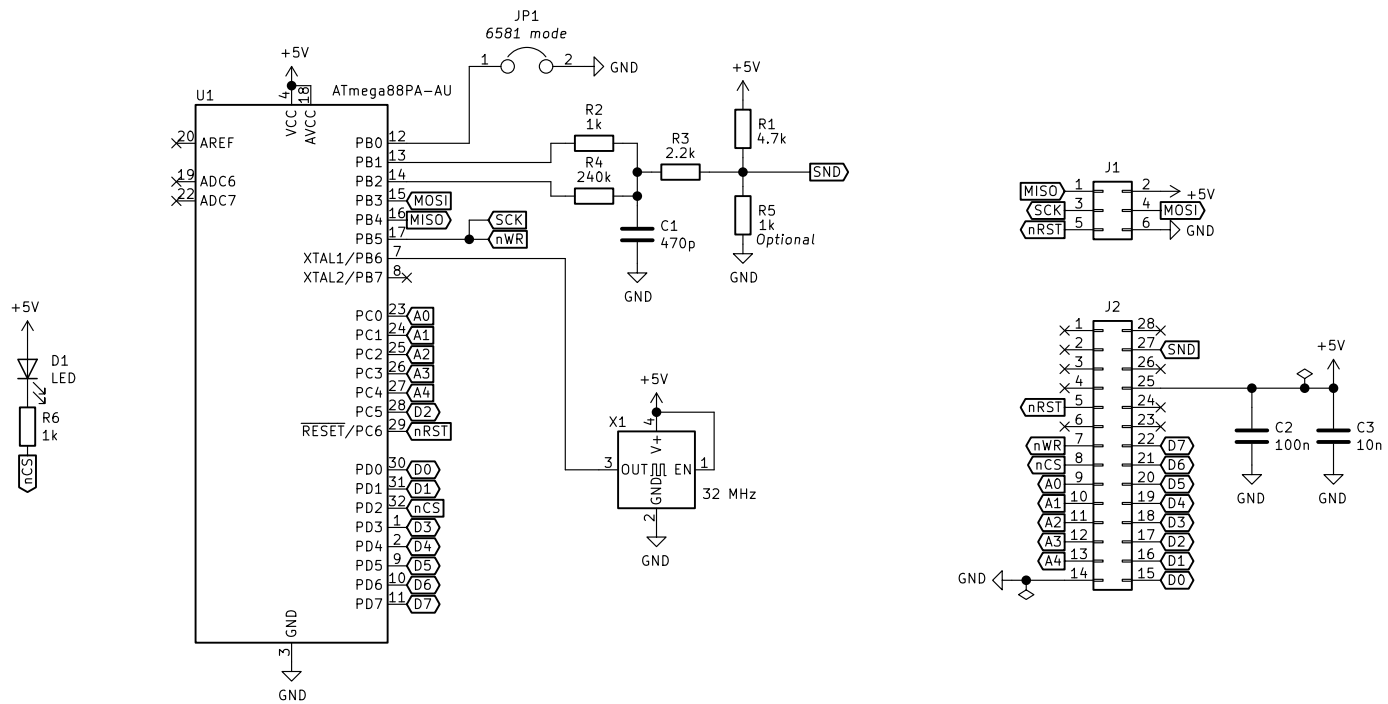 JP1
6581 mode
1
2
GND
+5V
4
18
VCC
AVCC
U1
ATmega88PA-AU
20
AREF
19
ADC6
22
ADC7
PB0
12
PB1
13
PB2
14
PB3
15
MOSI
PB4
16
MISO
PB5
17
SCK
nWR
XTAL1/PB6
7
XTAL2/PB7
8
PC0
23
A0
PC1
24
A1
PC2
25
A2
PC3
26
A3
PC4
27
A4
PC5
28
D2
RESET/PC6
29
nRST
PD0
30
D0
PD1
31
D1
PD2
32
nCS
PD3
1
D3
PD4
2
D4
PD5
9
D5
PD6
10
D6
PD7
11
D7
GND
3
GND
+5V
D1
LED
R6
1k
nCS
R2
1k
R4
240k
R3
2.2k
C1
470p
GND
+5V
R1
4.7k
SND
R5
1k
Optional
GND
+5V
X1
4
V+
3
OUT
EN
1
GND
2
32 MHz
GND
J1
MISO
1
2
+5V
SCK
3
4
MOSI
nRST
5
6
GND
J2
1
28
2
27
SND
3
26
4
25
nRST
5
24
6
23
nWR
7
22
D7
nCS
8
21
D6
A0
9
20
D5
A1
10
19
D4
A2
11
18
D3
A3
12
17
D2
A4
13
16
D1
GND
14
15
D0
+5V
C2
100n
GND
C3
10n
GND